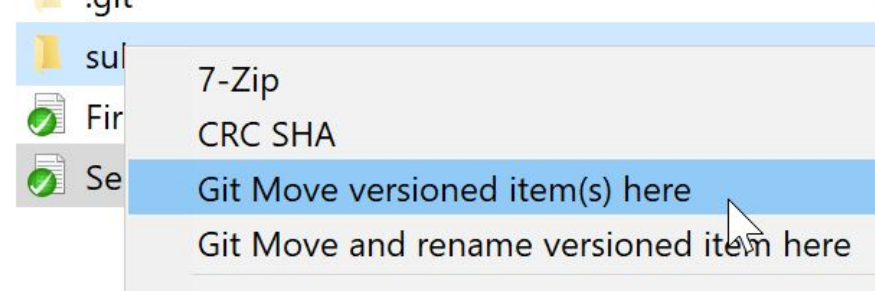 .git
sul
7-Zip
Fir
CRC SHA
Se
Git Move versioned item(s) here
Git Move and rename versioned item here